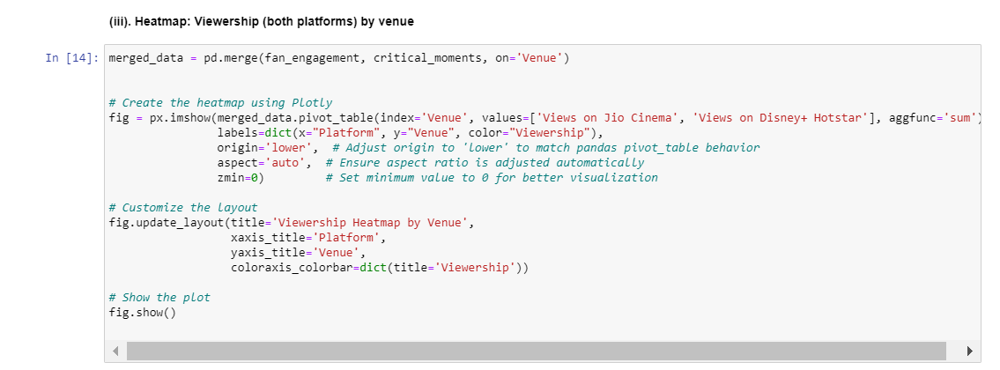 (iii). Heatmap: Viewership (both platforms) by venue
In [14]: merged_data = pd.merge(fan_engagement, critical_moments, on='Venue')
# Create the heatmap using Plotly
fig = px.imshow(merged_data.pivot_table(index='Venue', values=['Views on Jio Cinema', 'Views on Disney+ Hotstar'], aggfunc='sum')
labels=dict(x="Platform", y="Venue", color="Viewership"),
origin='lower',  # Adjust origin to 'lower' to match pandas pivot_table behavior
aspect='auto',  # Ensure aspect ratio is adjusted automatically
zmin=0)         # Set minimum value to 0 for better visualization
# Customize the layout
fig.update_layout(title='Viewership Heatmap by Venue',
xaxis_title='Platform',
yaxis_title='Venue',
coloraxis_colorbar=dict(title='Viewership'))
# Show the plot
fig.show()